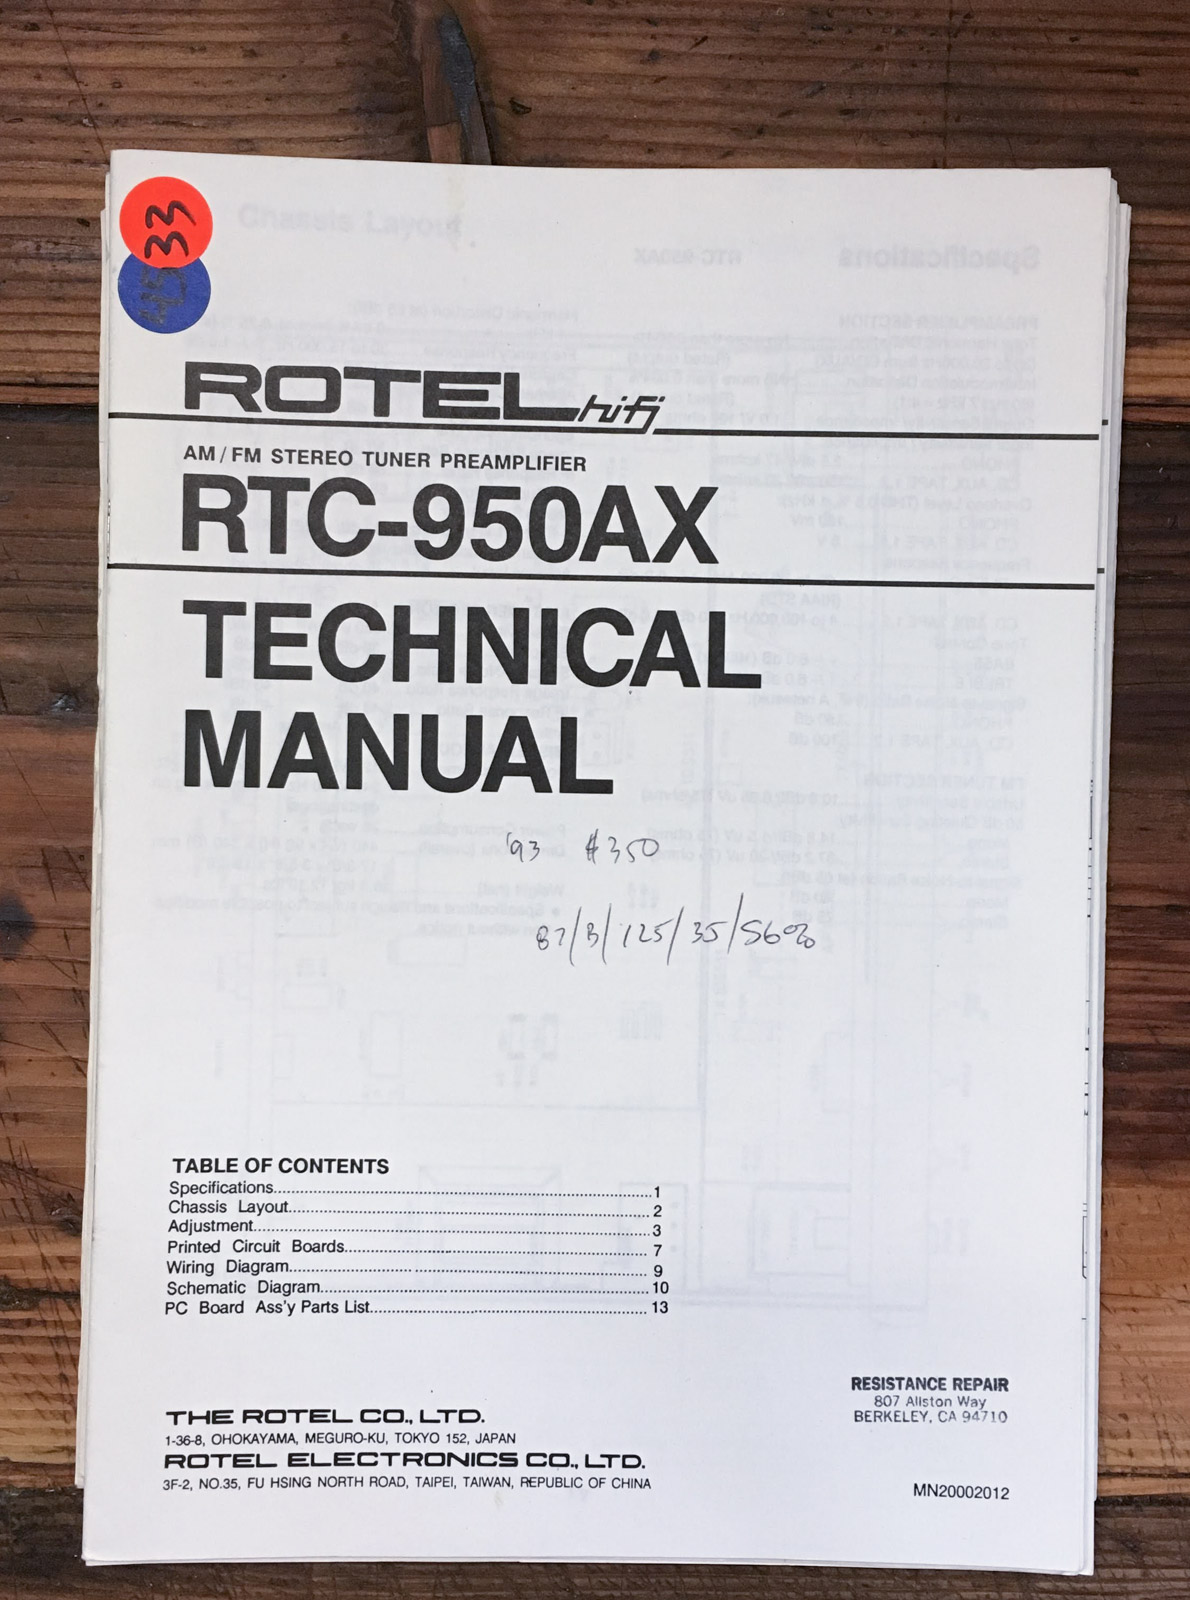 33
ROTEL hifi
AM/FM STEREO TUNER PREAMPLIFIER
RTC-950AX
TECHNICAL
MANUAL
'93 $350
87/B/125/35/S60%
TABLE OF CONTENTS
Specifications..........1
Chassis Layout..........2
Adjustment..........3
Printed Circuit Boards..........7
Wiring Diagram..........9
Schematic Diagram..........10
PC Board Ass'y Parts List..........13
RESISTANCE REPAIR
807 Allston Way
BERKELEY, CA 94710
THE ROTEL CO., LTD.
1-36-8, OHOKAYAMA, MEGURO-KU, TOKYO 152, JAPAN
ROTEL ELECTRONICS CO., LTD.
3F-2, NO.35, FU HSING NORTH ROAD, TAIPEI, TAIWAN, REPUBLIC OF CHINA
MN20002012